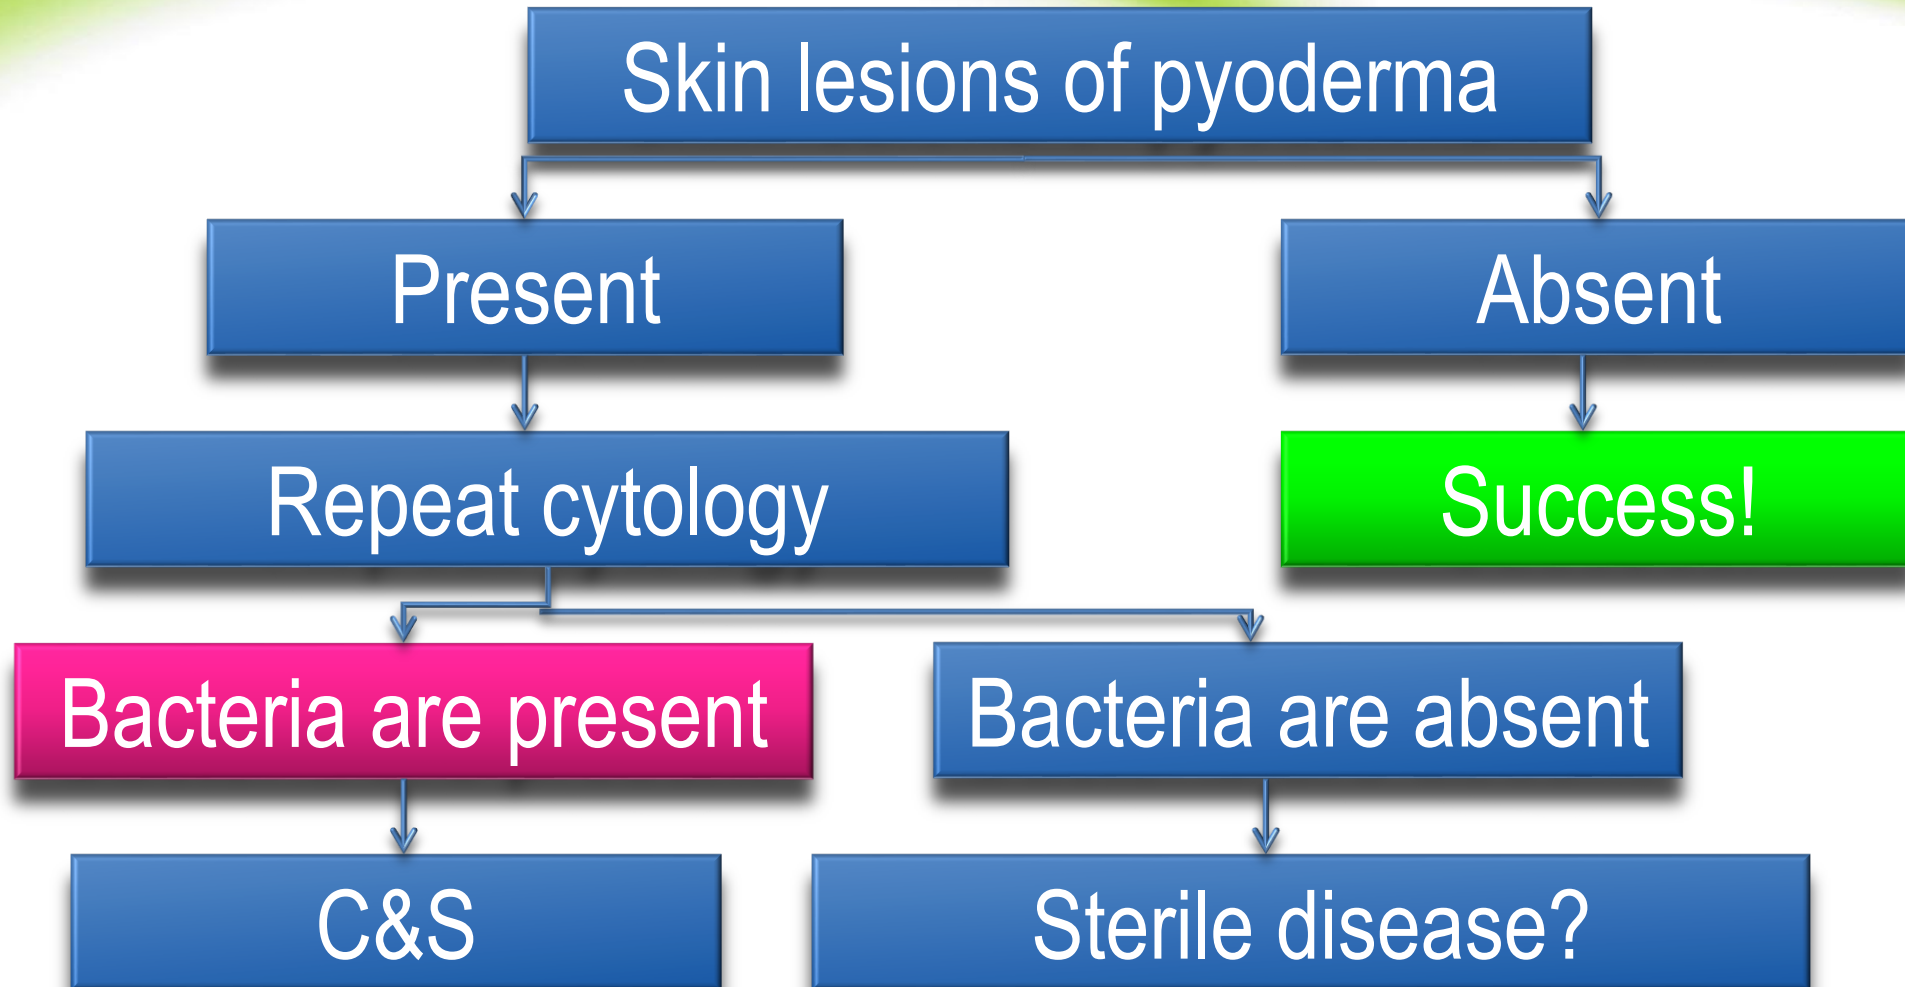 Skin lesions of pyoderma
Present
Absent
Repeat cytology
Success!
Bacteria are present
Bacteria are absent
C&S
Sterile disease?